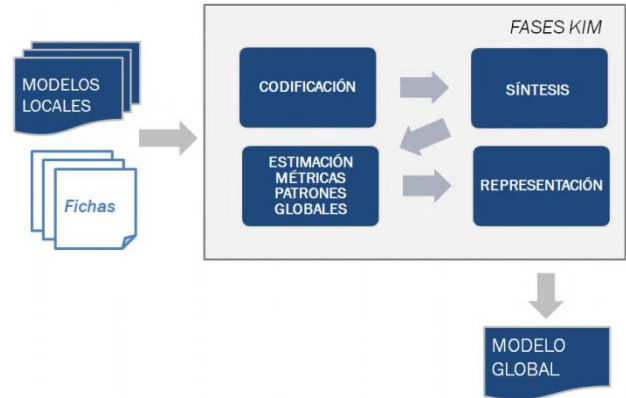 FASES KIM
MODELOS
LOCALES
Fichas
CODIFICACIÓN
SÍNTESIS
ESTIMACIÓN
MÉTRICAS
PATRONES
GLOBALES
REPRESENTACIÓN
MODELO
GLOBAL